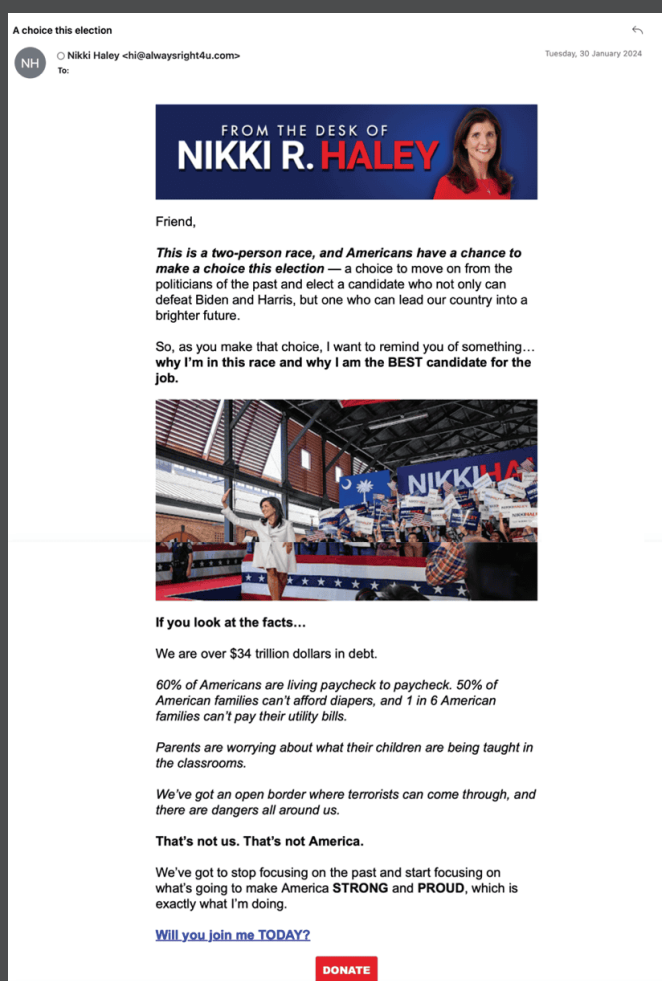 A choice this election
NH
Nikki Haley <hi@alwaysright4u.com>
Tuesday, 30 January 2024
To:
FROM THE DESK OF
NIKKI R. HALEY
Friend,
This is a two-person race, and Americans have a chance to
make a choice this election — a choice to move on from the
politicians of the past and elect a candidate who not only can
defeat Biden and Harris, but one who can lead our country into a
brighter future.
So, as you make that choice, I want to remind you of something…
why I’m in this race and why I am the BEST candidate for the
job.
NIKKI HA
If you look at the facts…
We are over $34 trillion dollars in debt.
60% of Americans are living paycheck to paycheck. 50% of
American families can’t afford diapers, and 1 in 6 American
families can’t pay their utility bills.
Parents are worrying about what their children are being taught in
the classrooms.
We’ve got an open border where terrorists can come through, and
there are dangers all around us.
That’s not us. That’s not America.
We’ve got to stop focusing on the past and start focusing on
what’s going to make America STRONG and PROUD, which is
exactly what I’m doing.
Will you join me TODAY?
DONATE